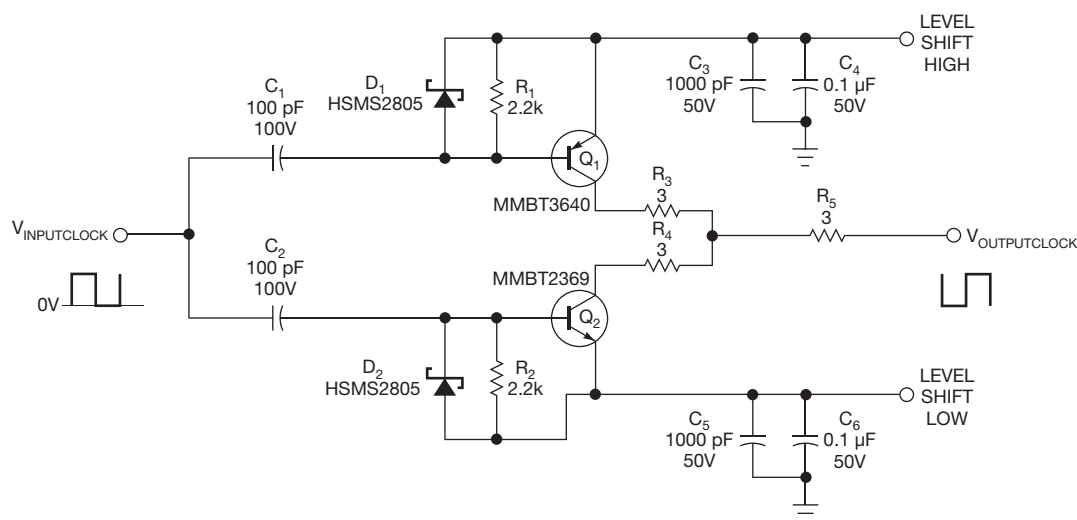 LEVEL
SHIFT
HIGH
C1
100 pF
100V
D1
HSMS2805
R1
2.2k
C3
1000 pF
50V
C4
0.1 µF
50V
Q1
MMBT3640
R3
3
R4
3
R5
3
VINPUTCLOCK
VOUTPUTCLOCK
0V
C2
100 pF
100V
MMBT2369
Q2
D2
HSMS2805
R2
2.2k
LEVEL
SHIFT
LOW
C5
1000 pF
50V
C6
0.1 µF
50V